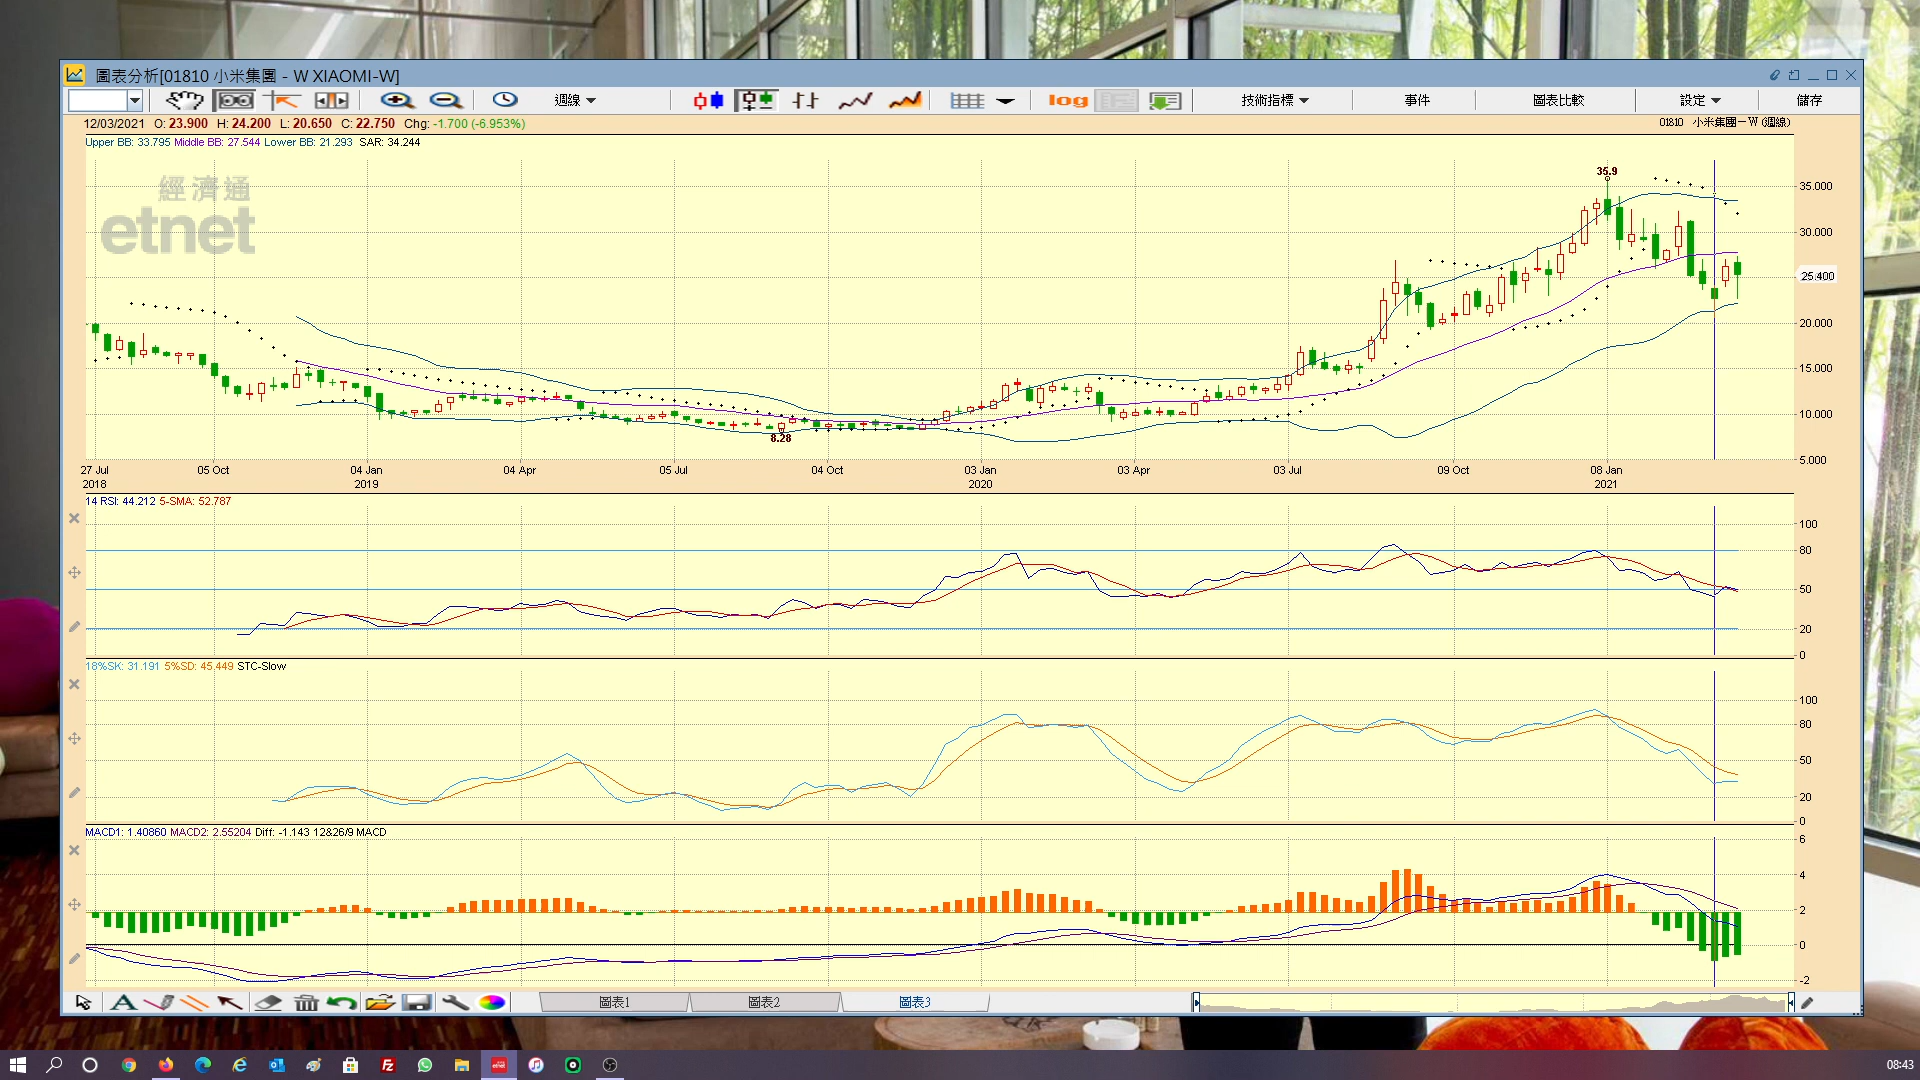 圖表分析[01810 小米集團 - W XIAOMI-W]
週線
log
技術指標
事件
圖表比較
設定
儲存
12/03/2021 O: 23.900 H: 24.200 L: 20.650 C: 22.750 Chg: -1.700 (-6.953%)
01810 小米集團－W (週線)
Upper BB: 33.795 Middle BB: 27.544 Lower BB: 21.293 SAR: 34.244
經濟通
etnet
35.9
8.28
35.000
30.000
25.400
20.000
15.000
10.000
5.000
27 Jul 05 Oct 04 Jan 04 Apr 05 Jul 04 Oct 03 Jan 03 Apr 03 Jul 09 Oct 08 Jan
2018 2019 2020 2021
14 RSI: 44.212 5-SMA: 52.787
100
80
50
20
0
18%SK: 31.191 5%SD: 45.449 STC-Slow
100
80
50
20
0
MACD1: 1.40860 MACD2: 2.55204 Diff: -1.143 12&26/9 MACD
6
4
2
0
-2
圖表1
圖表2
圖表3
08:43